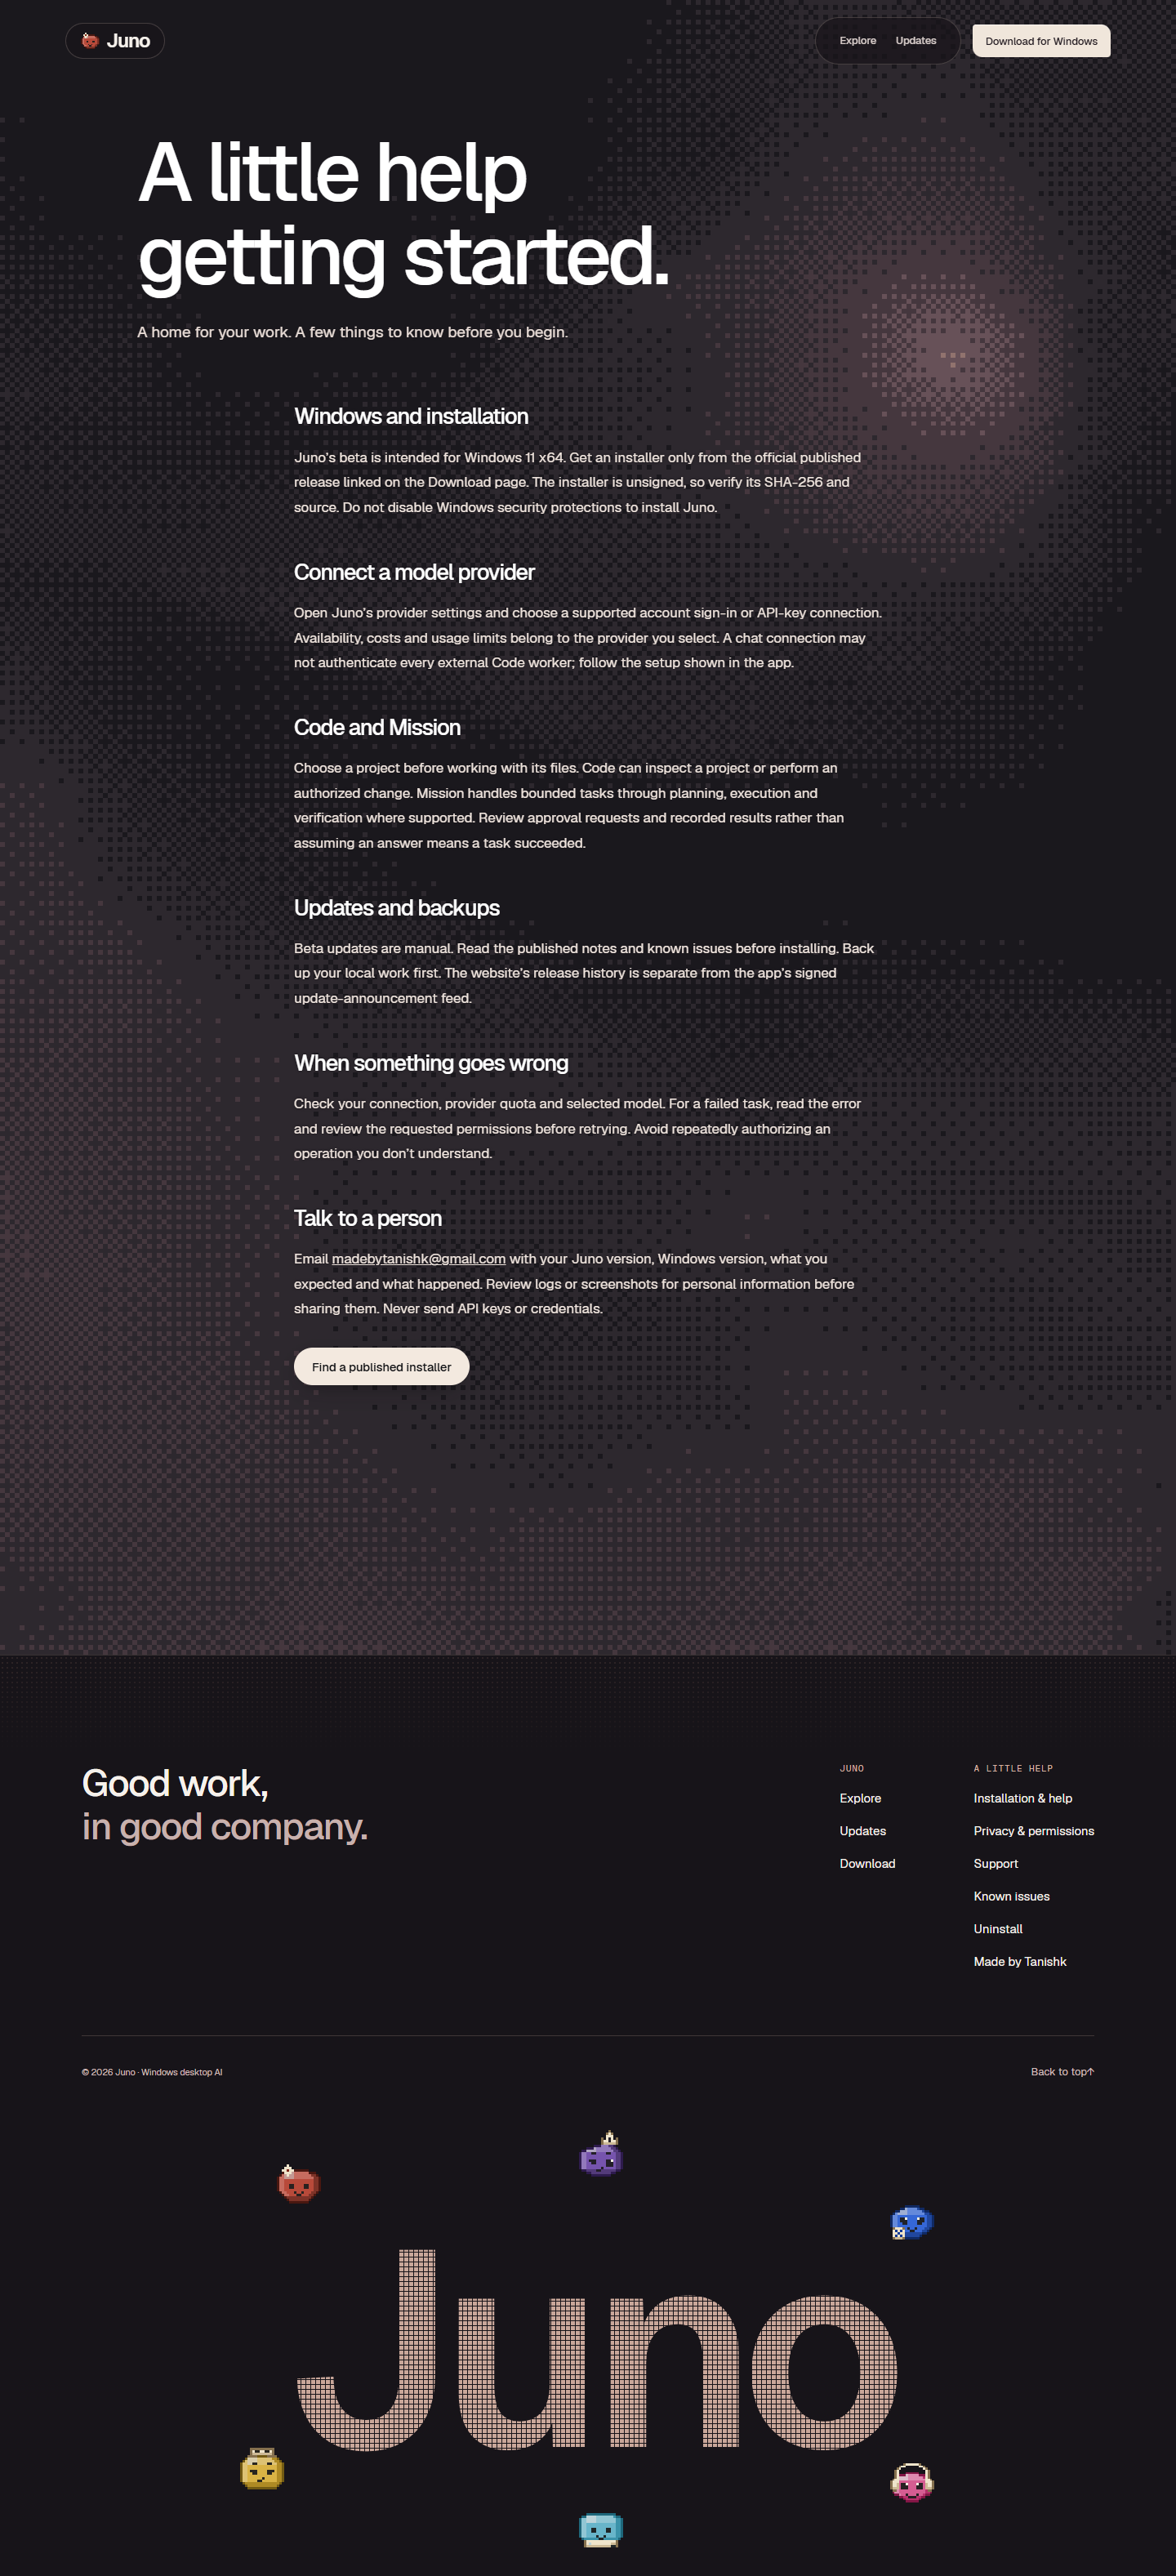 Juno
Explore
Updates
Download for Windows
A little help
getting started.
A home for your work. A few things to know before you begin.
Windows and installation
Juno's beta is intended for Windows 11 x64. Get an installer only from the official published
release linked on the Download page. The installer is unsigned, so verify its SHA-256 and
source. Do not disable Windows security protections to install Juno.
Connect a model provider
Open Juno's provider settings and choose a supported account sign-in or API-key connection.
Availability, costs and usage limits belong to the provider you select. A chat connection may
not authenticate every external Code worker; follow the setup shown in the app.
Code and Mission
Choose a project before working with its files. Code can inspect a project or perform an
authorized change. Mission handles bounded tasks through planning, execution and
verification where supported. Review approval requests and recorded results rather than
assuming an answer means a task succeeded.
Updates and backups
Beta updates are manual. Read the published notes and known issues before installing. Back
up your local work first. The website's release history is separate from the app's signed
update-announcement feed.
When something goes wrong
Check your connection, provider quota and selected model. For a failed task, read the error
and review the requested permissions before retrying. Avoid repeatedly authorizing an
operation you don't understand.
Talk to a person
Email madebytanishk@gmail.com with your Juno version, Windows version, what you
expected and what happened. Review logs or screenshots for personal information before
sharing them. Never send API keys or credentials.
Find a published installer
Good work,
in good company.
JUNO
Explore
Updates
Download
A LITTLE HELP
Installation & help
Privacy & permissions
Support
Known issues
Uninstall
Made by Tanishk
© 2026 Juno · Windows desktop AI
Back to top↑
Juno